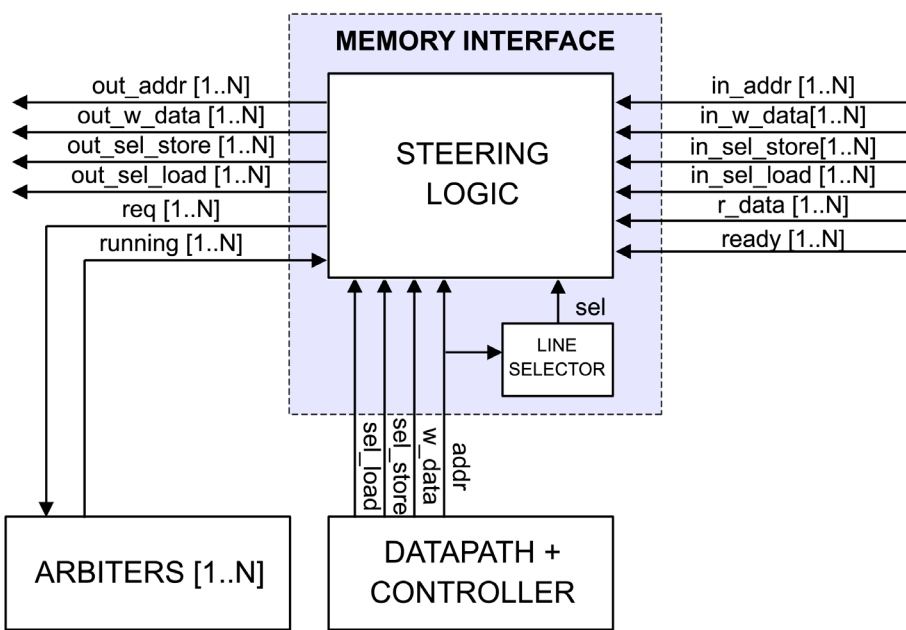 MEMORY INTERFACE
out_addr [1..N]
out_w_data [1..N]
out_sel_store [1..N]
out_sel_load [1..N]
req [1..N]
running [1..N]
STEERING
LOGIC
in_addr [1..N]
in_w_data[1..N]
in_sel_store[1..N]
in_sel_load [1..N]
r_data [1..N]
ready [1..N]
sel
LINE
SELECTOR
sel_load
sel_store
w_data
addr
ARBITERS [1..N]
DATAPATH +
CONTROLLER